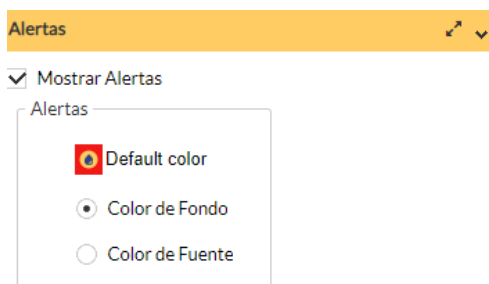 Alertas
Mostrar Alertas
Alertas
Default color
Color de Fondo
Color de Fuente